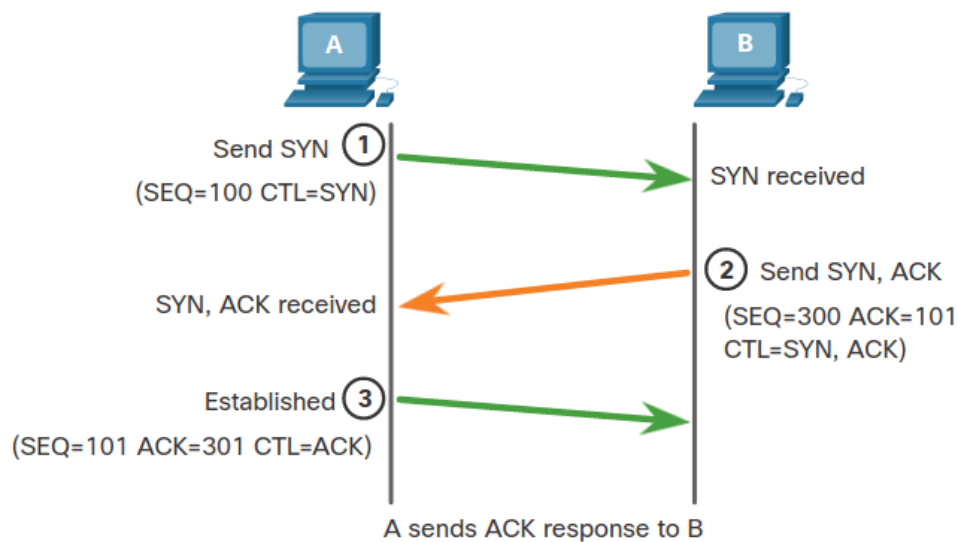 A
B
Send SYN 1
(SEQ=100 CTL=SYN)
SYN received
2 Send SYN, ACK
SYN, ACK received
(SEQ=300 ACK=101
CTL=SYN, ACK)
Established 3
(SEQ=101 ACK=301 CTL=ACK)
A sends ACK response to B